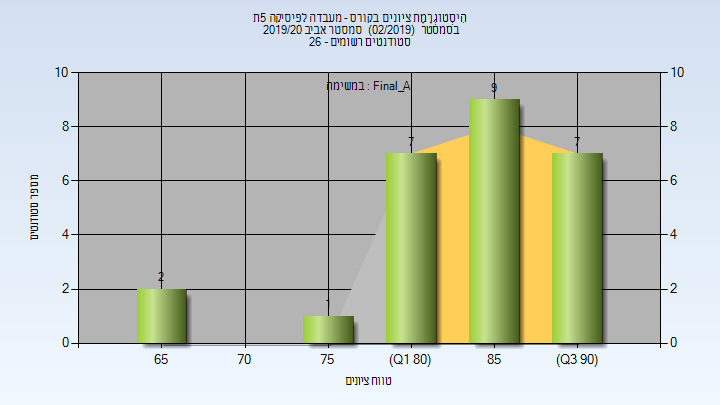 היסטוגרמת ציונים בקורס - מעבדה לפיסיקה 5ת
בסמסטר (02/2019) סמסטר אביב 2019/20
סטודנטים רשומים - 26
במשימה : Final_A
10 10
8 8
6 6
4 4
2 2
0 0
2 1 7 9 7
מספר סטודנטים
65 70 75 (Q1 80) 85 (Q3 90)
טווח ציונים